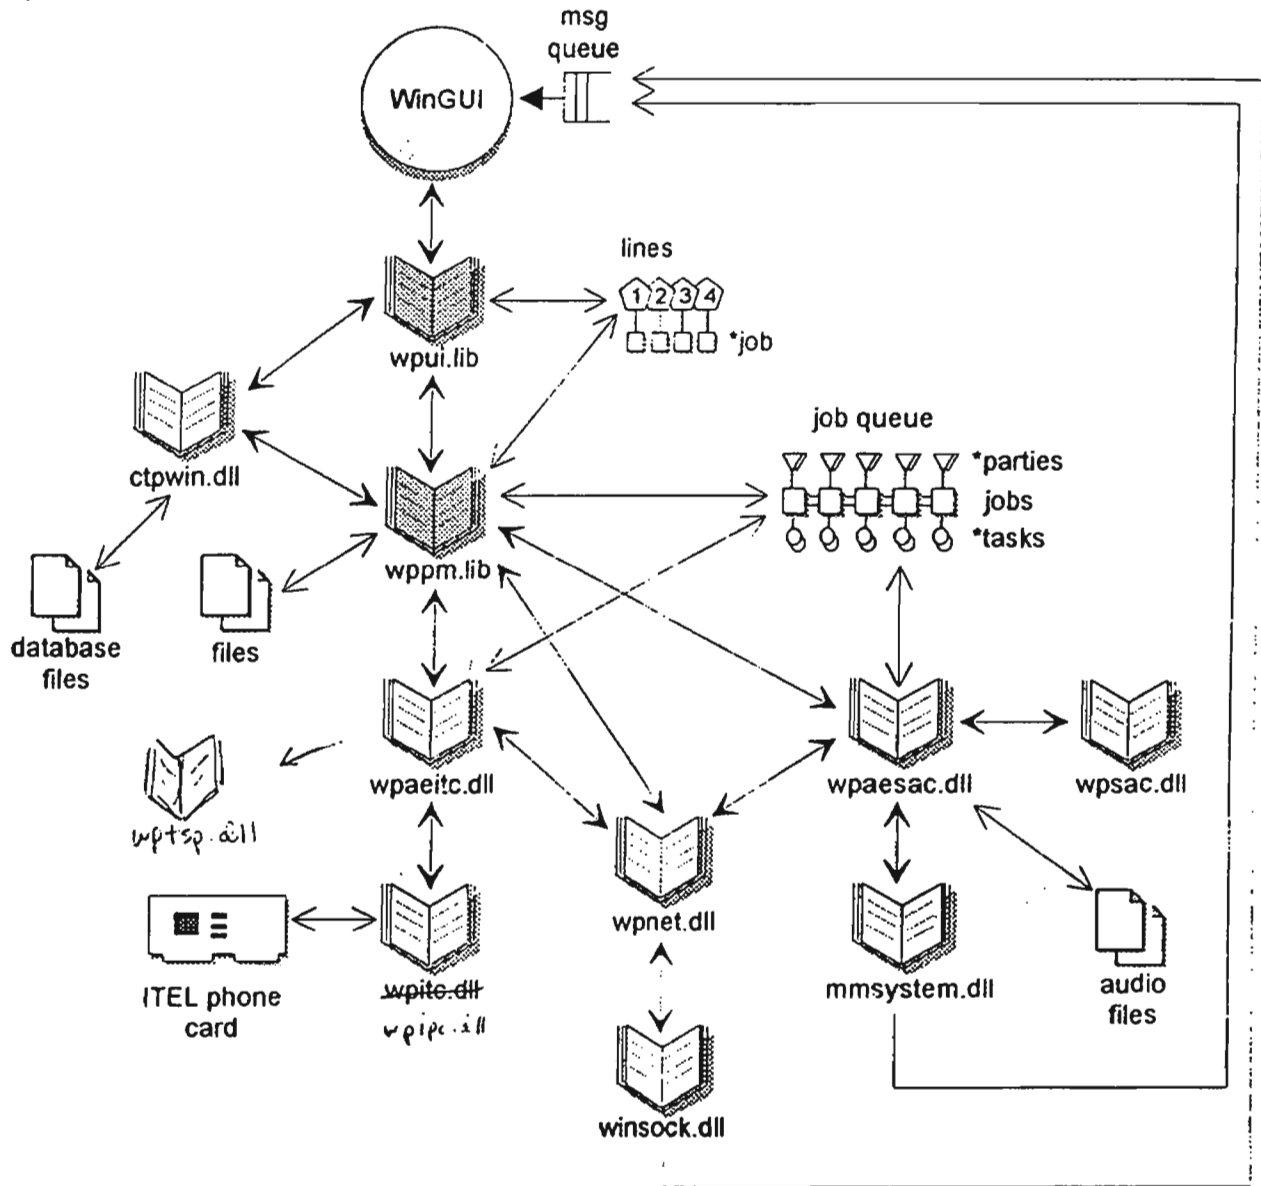 msg
queue
WinGUI
lines
1 2 3 4
*job
wpui.lib
job queue
ctpwin.dll
*parties
jobs
*tasks
wppm.lib
database
files
files
wpaeitc.dll
wpaesac.dll
wpsac.dll
wptsp.dll
wpnet.dll
ITEL phone
card
wpitc.dll
wpipc.dll
mmsystem.dll
audio
files
winsock.dll